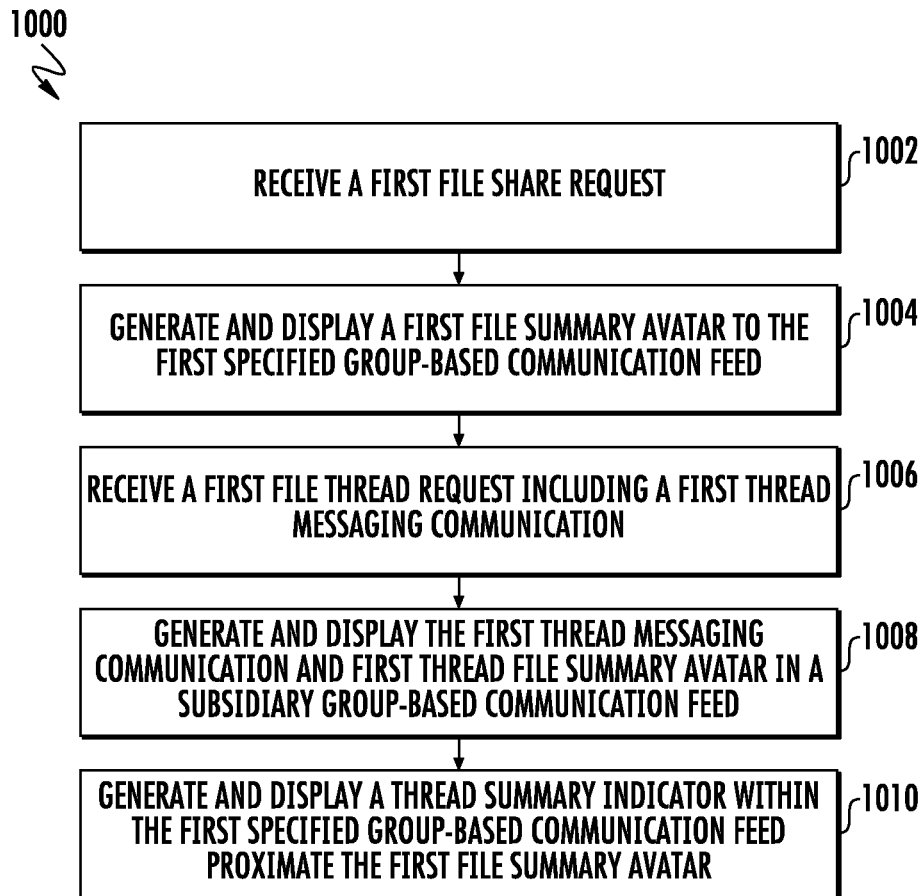 1000
RECEIVE A FIRST FILE SHARE REQUEST
1002
GENERATE AND DISPLAY A FIRST FILE SUMMARY AVATAR TO THE
FIRST SPECIFIED GROUP-BASED COMMUNICATION FEED
1004
RECEIVE A FIRST FILE THREAD REQUEST INCLUDING A FIRST THREAD
MESSAGING COMMUNICATION
1006
GENERATE AND DISPLAY THE FIRST THREAD MESSAGING
COMMUNICATION AND FIRST THREAD FILE SUMMARY AVATAR IN A
SUBSIDIARY GROUP-BASED COMMUNICATION FEED
1008
GENERATE AND DISPLAY A THREAD SUMMARY INDICATOR WITHIN
THE FIRST SPECIFIED GROUP-BASED COMMUNICATION FEED
PROXIMATE THE FIRST FILE SUMMARY AVATAR
1010